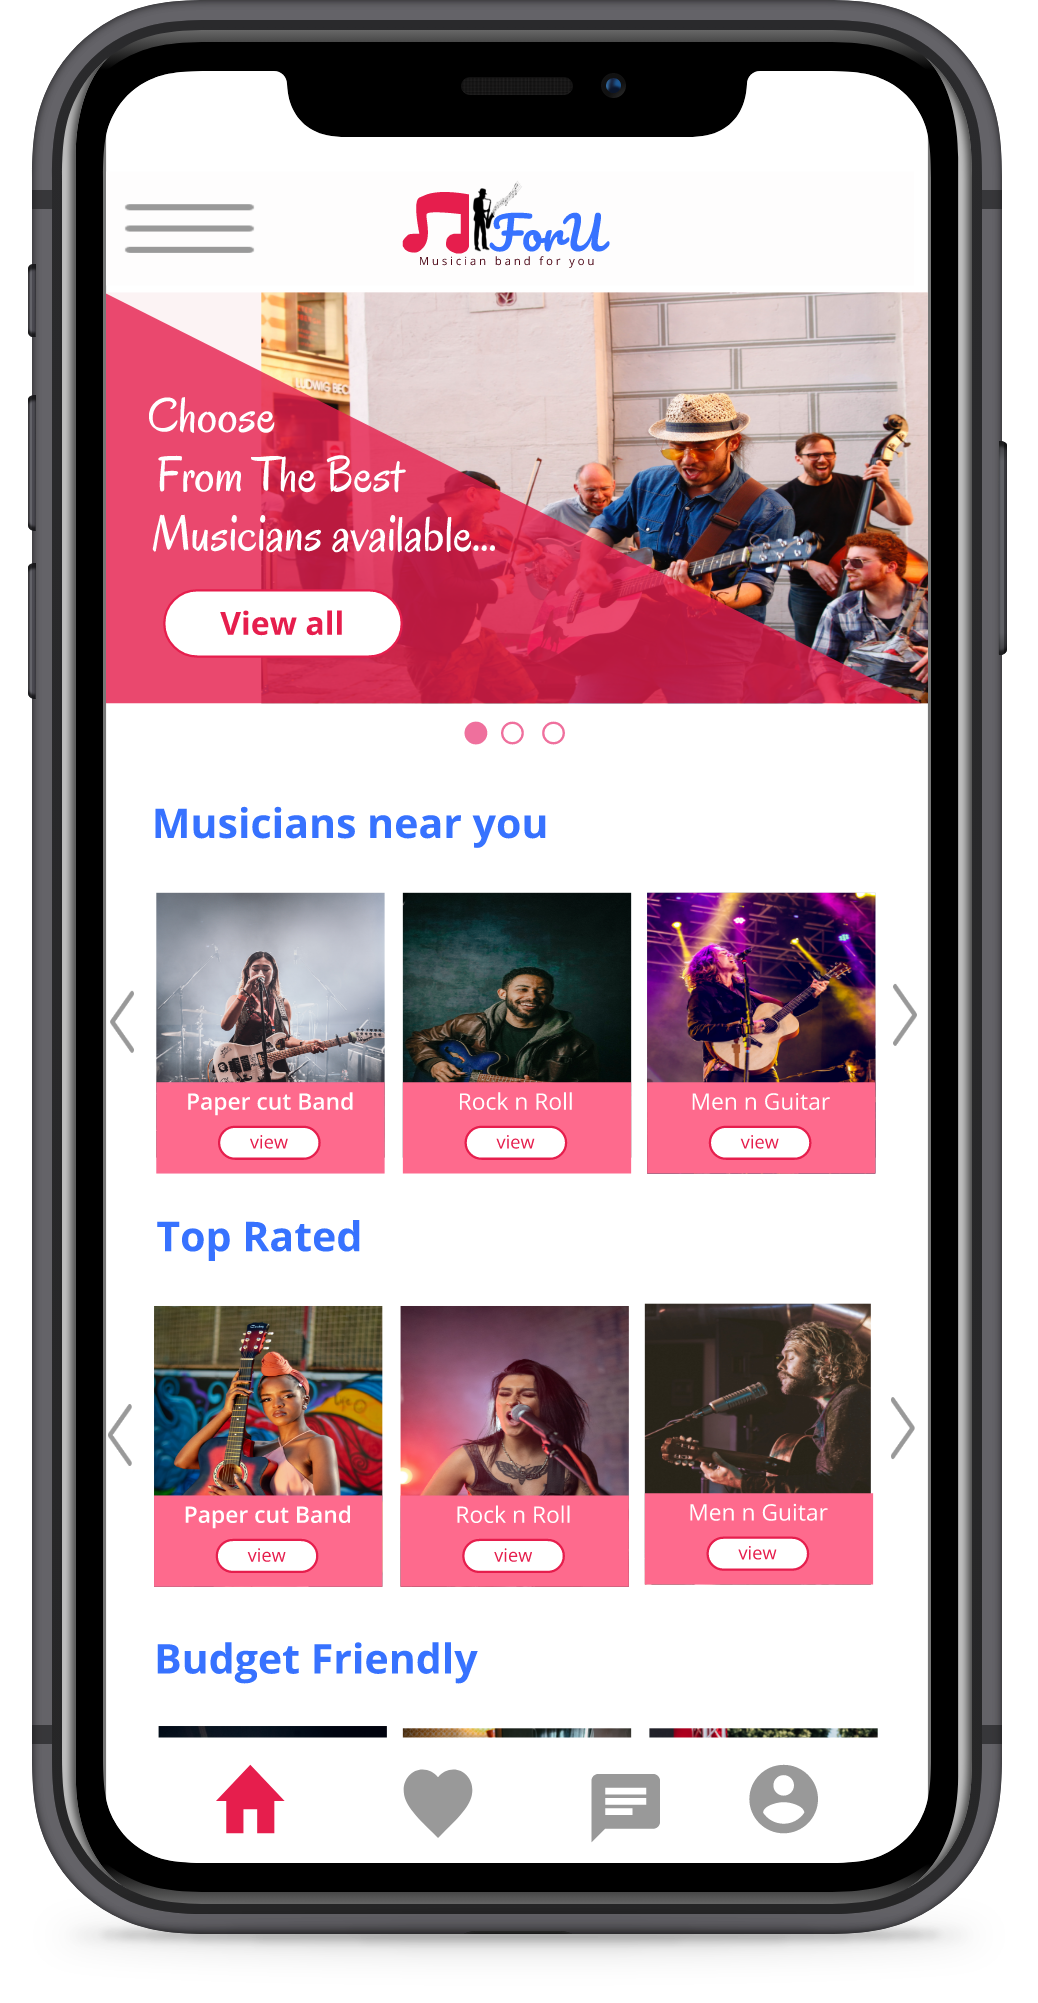 ForU
Musician band for you
LUDWIG BEC
Choose
From The Best
Musicians available...
View all
Musicians near you
Paper cut Band
Rock n Roll
Men n Guitar
view
view
view
Top Rated
Paper cut Band
Rock n Roll
Men n Guitar
view
view
view
Budget Friendly